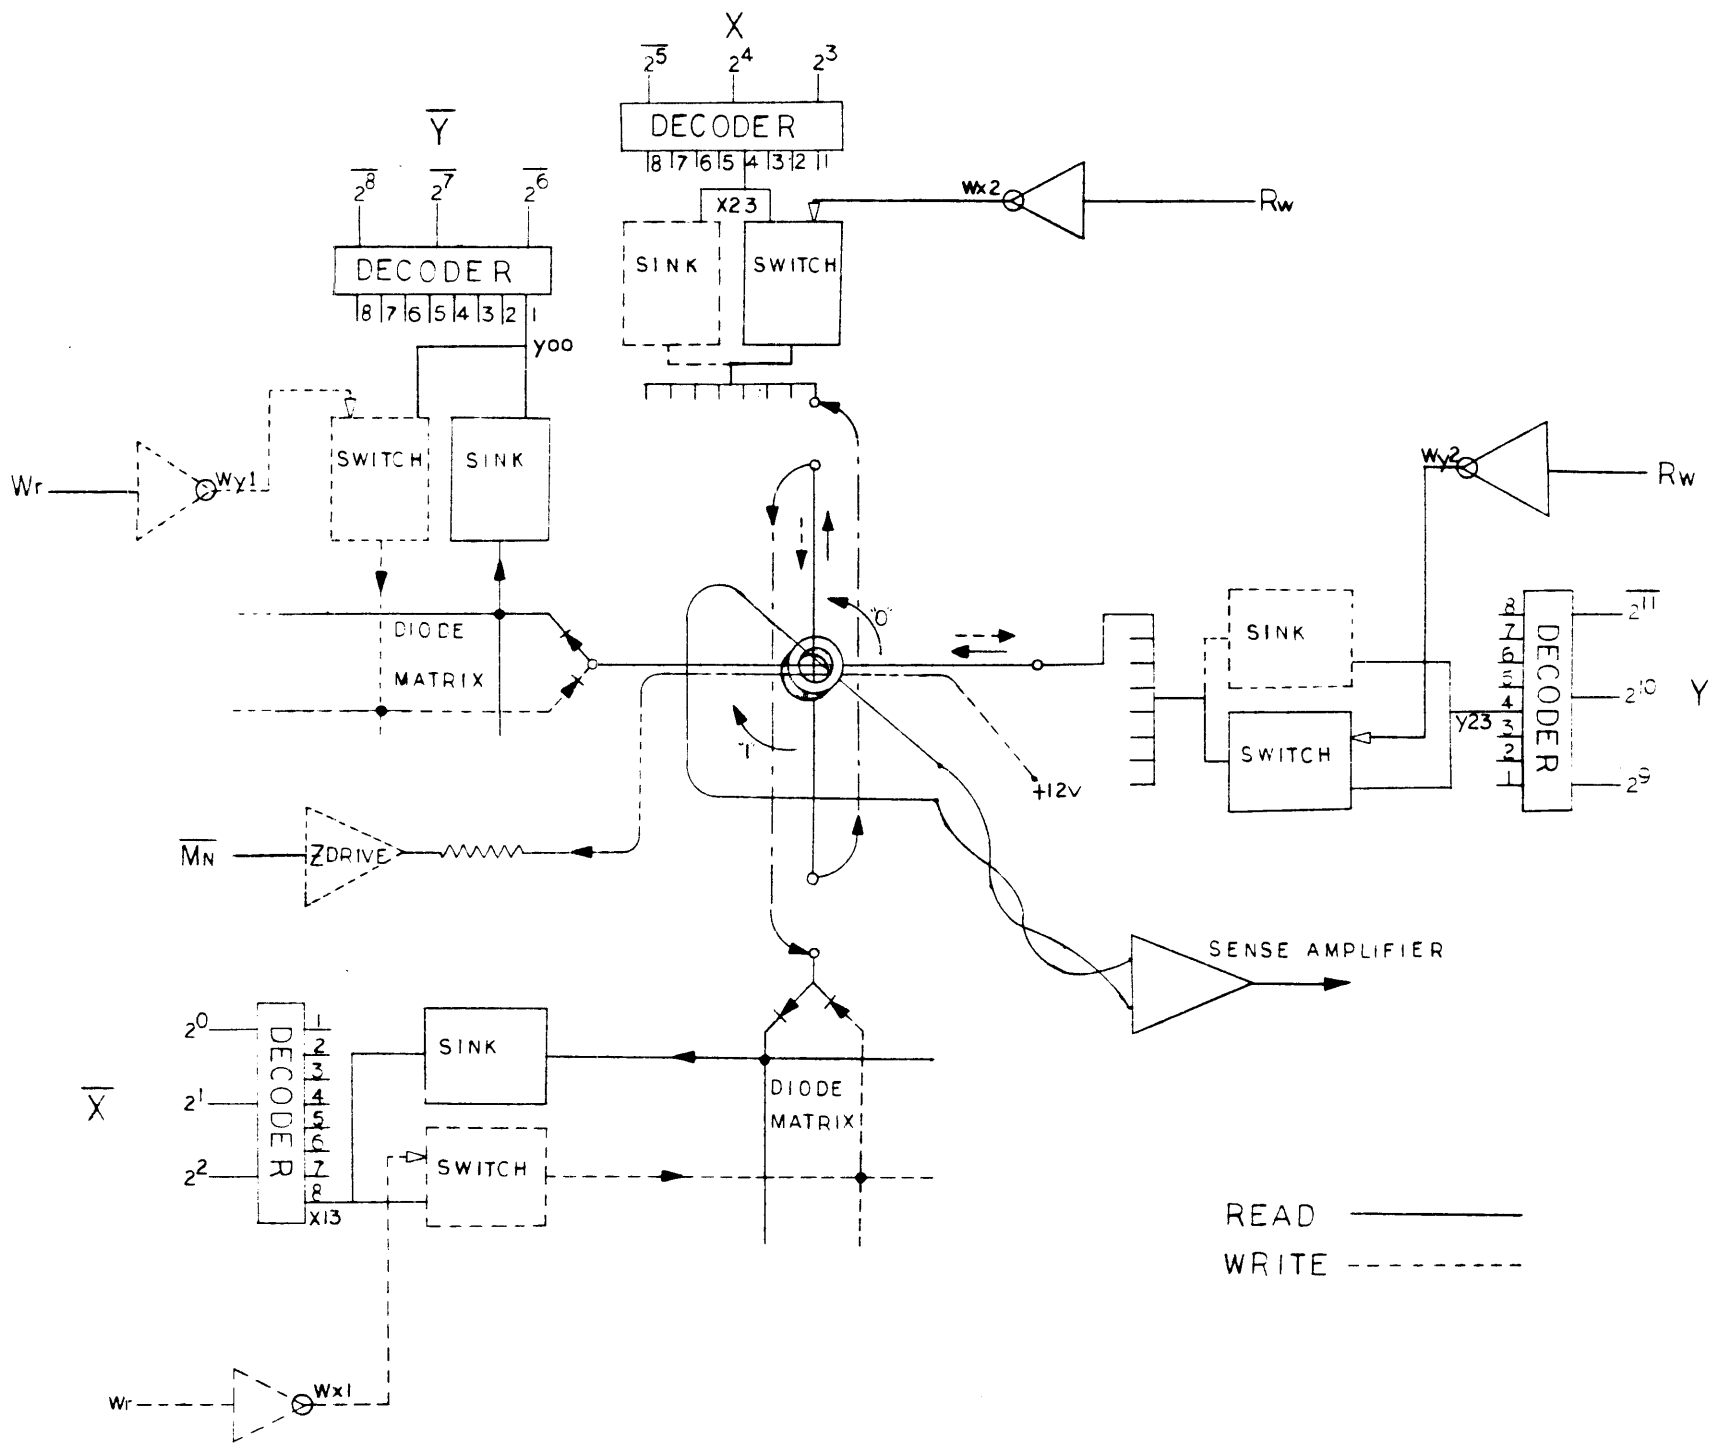 X
2̅5̅ 2⁴ 2³
DECODER
8 7 6 5 4 3 2 1
X23
SINK SWITCH
Wx2
Rw
Y̅
2̅8̅ 2̅7̅ 2̅6̅
DECODER
8 7 6 5 4 3 2 1
y00
Wr
Wy1
SWITCH SINK
Wy2
Rw
DIODE
MATRIX
"0"
"1"
+12V
SINK
SWITCH
Y23
8
7
6
5
4
3
2
1
DECODER
2̅1̅1̅
2¹⁰
2⁹
Y
M̅N̅
Z DRIVE
SENSE AMPLIFIER
X̅
2⁰
2¹
2²
DECODER
1
2
3
4
5
6
7
8
X13
SINK
SWITCH
DIODE
MATRIX
READ
WRITE
Wr
Wx1